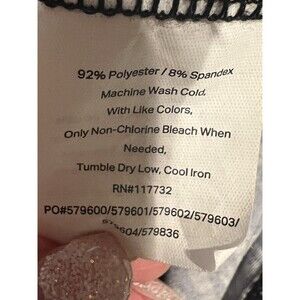 92% Polyester / 8% Spandex
Machine Wash Cold,
With Like Colors,
Only Non-Chlorine Bleach When
Needed,
Tumble Dry Low, Cool Iron
RN#117732
PO#579600/579601/579602/579603/
579604/579836